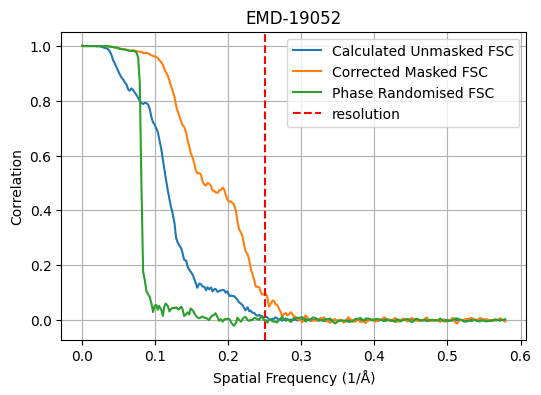 EMD-19052
Calculated Unmasked FSC
Corrected Masked FSC
Phase Randomised FSC
resolution
Correlation
1.0
0.8
0.6
0.4
0.2
0.0
0.0 0.1 0.2 0.3 0.4 0.5 0.6
Spatial Frequency (1/Å)